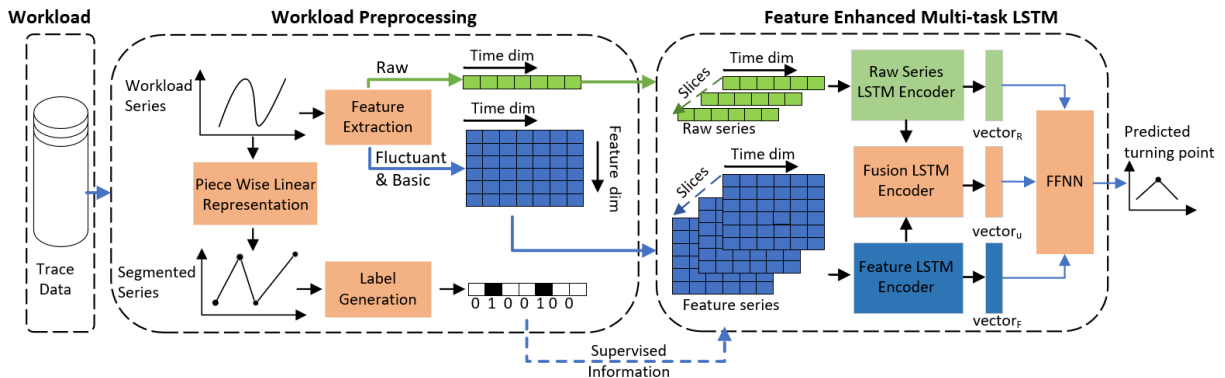 Workload
Workload Preprocessing
Feature Enhanced Multi-task LSTM
Trace
Data
Workload
Series
Feature
Extraction
Raw
Fluctuant
& Basic
Time dim
Time dim
Feature dim
Piece Wise Linear
Representation
Segmented
Series
Label
Generation
0 1 0 0 1 0 0
Supervised
Information
Slices
Time dim
Raw series
Slices
Time dim
Feature series
Raw Series
LSTM Encoder
Fusion LSTM
Encoder
Feature LSTM
Encoder
vectorR
vectoru
vectorF
FFNN
Predicted
turning point